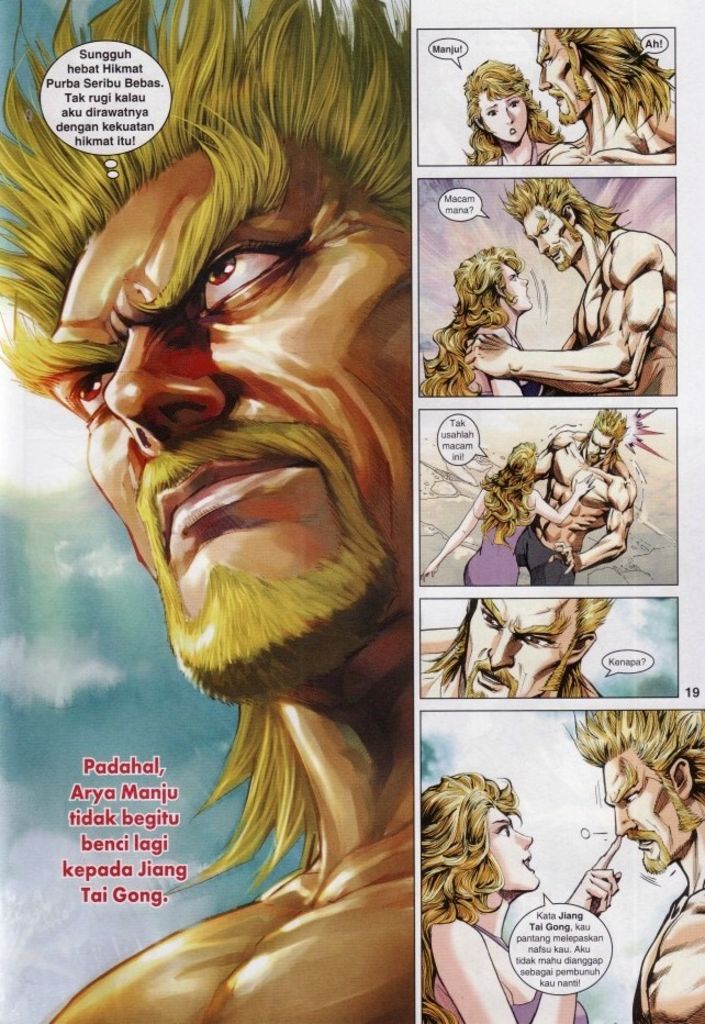 Sungguh
hebat Hikmat
Purba Seribu Bebas.
Tak rugi kalau
aku dirawatnya
dengan kekuatan
hikmat itu!
Padahal,
Arya Manju
tidak begitu
benci lagi
kepada Jiang
Tai Gong.
Manju!
Ah!
Macam
mana?
Tak
usahlah
macam
ini!
Kenapa?
19
Kata Jiang
Tai Gong, kau
pantang melepaskan
nafsu kau. Aku
tidak mahu dianggap
sebagai pembunuh
kau nanti!